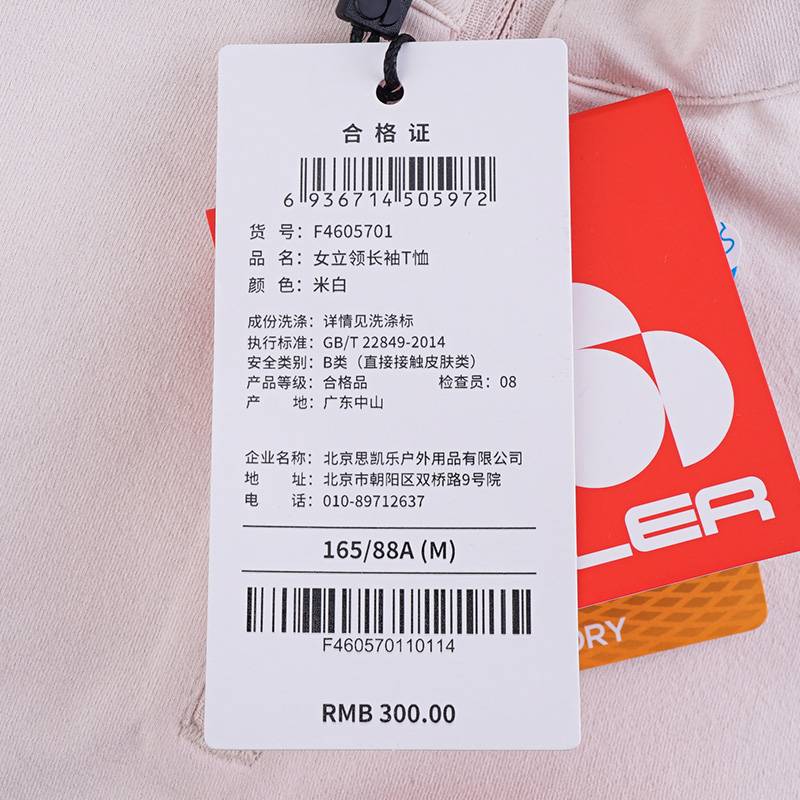 合格证
6 936714 505972
货 号：F4605701
品 名：女立领长袖T恤
颜 色：米白
成份洗涤：详情见洗涤标
执行标准：GB/T 22849-2014
安全类别：B类（直接接触皮肤类）
产品等级：合格品 检查员：08
产 地：广东中山
企业名称：北京思凯乐户外用品有限公司
地 址：北京市朝阳区双桥路9号院
电 话：010-89712637
165/88A (M)
F460570110114
RMB 300.00
LER
DRY